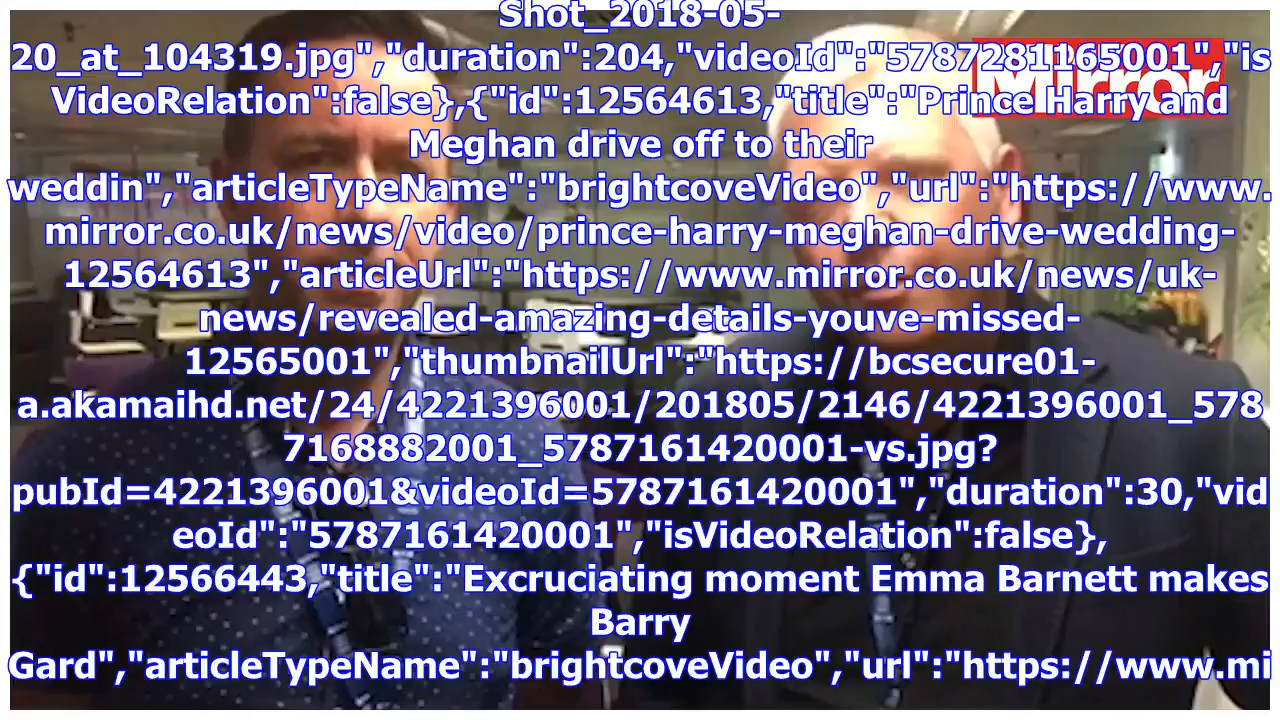 Shot_2018-05-
20_at_104319.jpg","duration":204,"videoId":"5787281165001","is
VideoRelation":false},{"id":12564613,"title":"Prince Harry and
Meghan drive off to their
weddin","articleTypeName":"brightcoveVideo","url":"https://www.
mirror.co.uk/news/video/prince-harry-meghan-drive-wedding-
12564613","articleUrl":"https://www.mirror.co.uk/news/uk-
news/revealed-amazing-details-youve-missed-
12565001","thumbnailUrl":"https://bcsecure01-
a.akamaihd.net/24/4221396001/201805/2146/4221396001_578
7168882001_5787161420001-vs.jpg?
pubId=4221396001&videoId=5787161420001","duration":30,"vid
eoId":"5787161420001","isVideoRelation":false},
{"id":12566443,"title":"Excruciating moment Emma Barnett makes
Barry
Gard","articleTypeName":"brightcoveVideo","url":"https://www.mi
Mirror